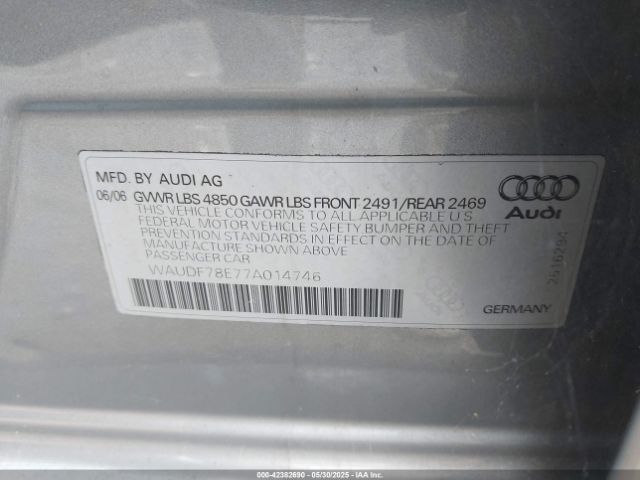 MFD. BY AUDI AG
06/06 GVWR LBS 4850 GAWR LBS FRONT 2491/REAR 2469
THIS VEHICLE CONFORMS TO ALL APPLICABLE U S
FEDERAL MOTOR VEHICLE SAFETY BUMPER AND THEFT
PREVENTION STANDARDS IN EFFECT ON THE DATE OF
MANUFACTURE SHOWN ABOVE
PASSENGER CAR
WAUDF78E77A014746
Audi
2616294
GERMANY
000-42382690 - 05/30/2025 - IAA Inc.